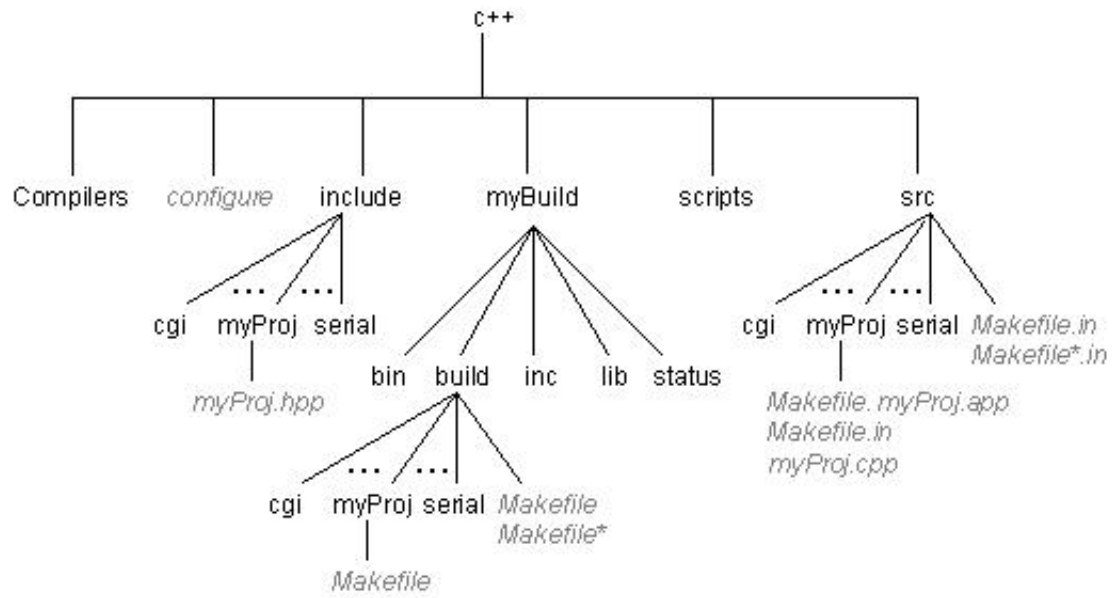 c++
Compilers configure include myBuild scripts src
... ... ... ...
cgi myProj serial cgi myProj serial Makefile.in
Makefile*.in
bin build inc lib status
myProj.hpp Makefile. myProj.app
Makefile.in
myProj.cpp
... ...
cgi myProj serial Makefile
Makefile*
Makefile